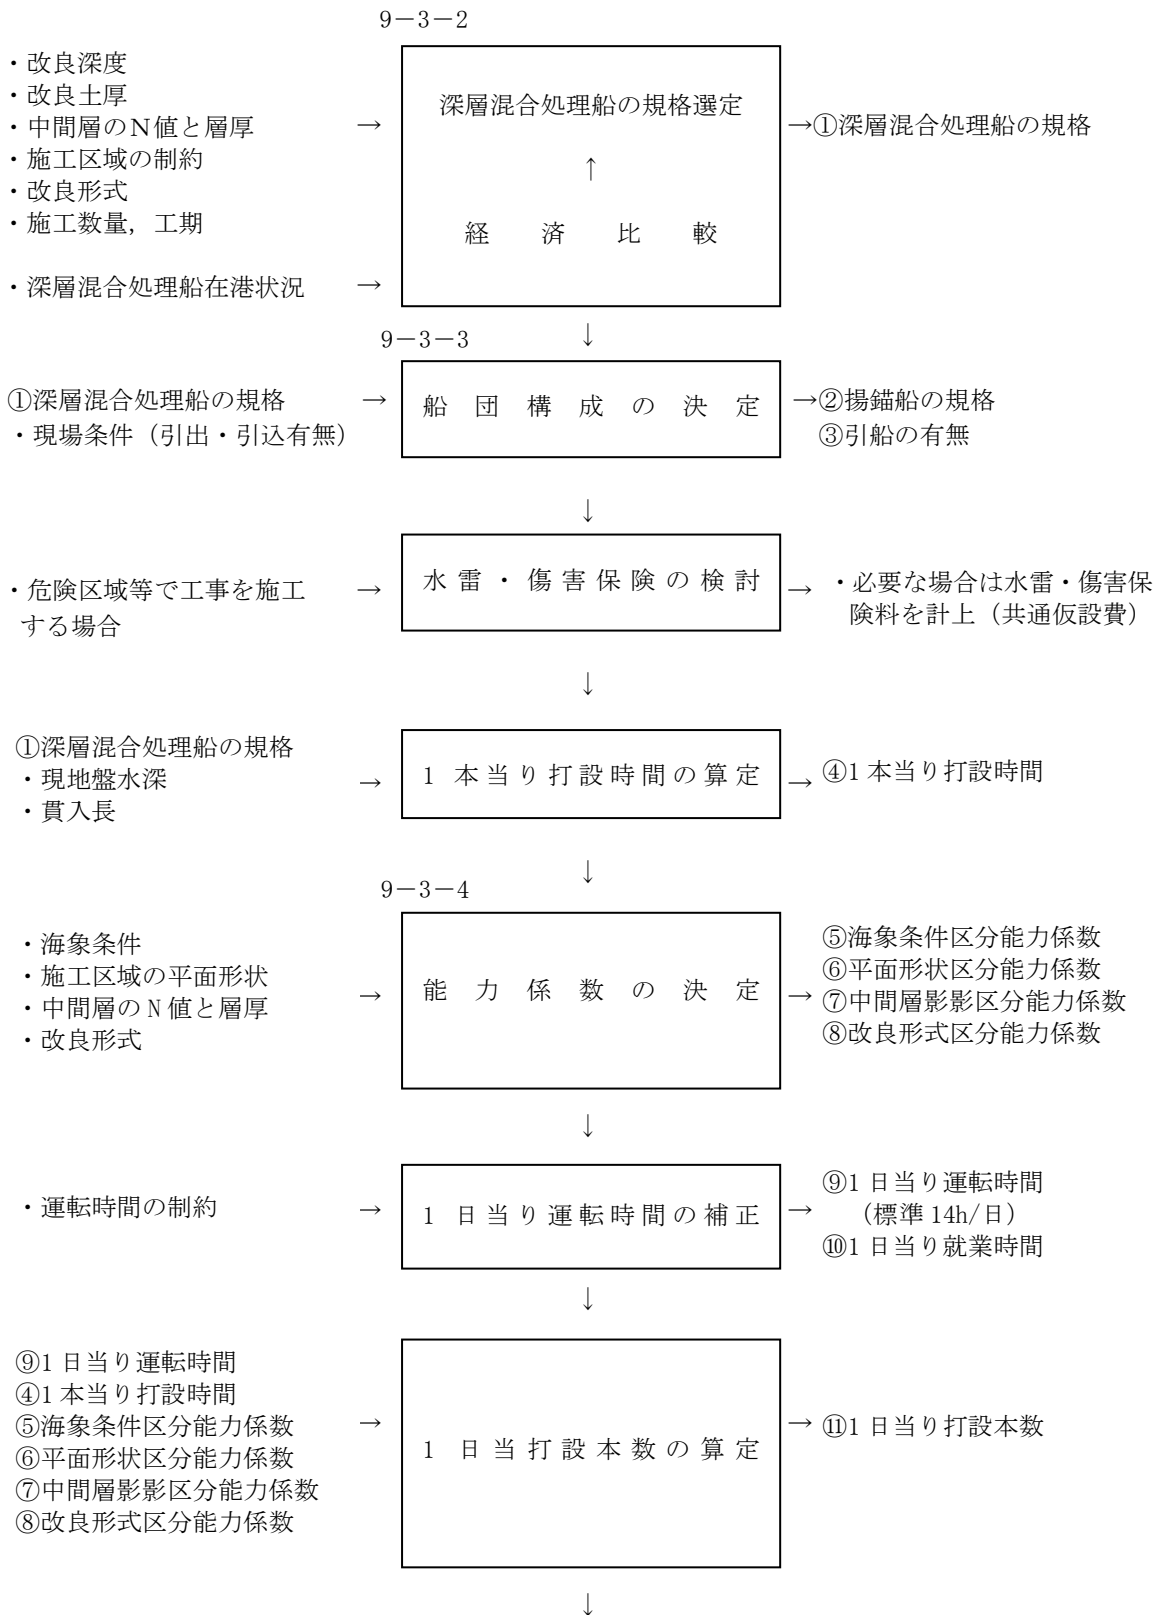 9－3－2
・改良深度
・改良土厚
・中間層のＮ値と層厚
・施工区域の制約
・改良形式
・施工数量，工期
・深層混合処理船在港状況
→
→
深層混合処理船の規格選定
↑
経済比較
→①深層混合処理船の規格
↓
9－3－3
①深層混合処理船の規格
・現場条件（引出・引込有無）
→
船団構成の決定
→②揚錨船の規格
③引船の有無
↓
・危険区域等で工事を施工
する場合
→
水雷・傷害保険の検討
→
・必要な場合は水雷・傷害保
険料を計上（共通仮設費）
↓
①深層混合処理船の規格
・現地盤水深
・貫入長
→
1 本当り打設時間の算定
→
④1 本当り打設時間
↓
9－3－4
・海象条件
・施工区域の平面形状
・中間層の N 値と層厚
・改良形式
→
能力係数の決定
→
⑤海象条件区分能力係数
⑥平面形状区分能力係数
⑦中間層影影区分能力係数
⑧改良形式区分能力係数
↓
・運転時間の制約
→
1 日当り運転時間の補正
→
⑨1 日当り運転時間
（標準 14h/日）
⑩1 日当り就業時間
↓
⑨1 日当り運転時間
④1 本当り打設時間
⑤海象条件区分能力係数
⑥平面形状区分能力係数
⑦中間層影影区分能力係数
⑧改良形式区分能力係数
→
1 日当打設本数の算定
→
⑪1 日当り打設本数
↓